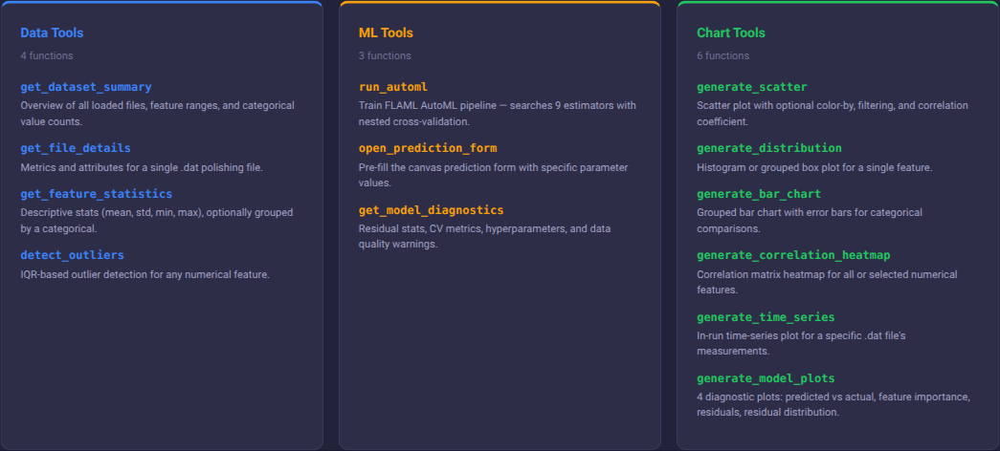 Data Tools
4 functions
get_dataset_summary
Overview of all loaded files, feature ranges, and categorical
value counts.
get_file_details
Metrics and attributes for a single .dat polishing file.
get_feature_statistics
Descriptive stats (mean, std, min, max), optionally grouped
by a categorical.
detect_outliers
IQR-based outlier detection for any numerical feature.
ML Tools
3 functions
run_automl
Train FLAML AutoML pipeline — searches 9 estimators with
nested cross-validation.
open_prediction_form
Pre-fill the canvas prediction form with specific parameter
values.
get_model_diagnostics
Residual stats, CV metrics, hyperparameters, and data
quality warnings.
Chart Tools
6 functions
generate_scatter
Scatter plot with optional color-by, filtering, and correlation
coefficient.
generate_distribution
Histogram or grouped box plot for a single feature.
generate_bar_chart
Grouped bar chart with error bars for categorical
comparisons.
generate_correlation_heatmap
Correlation matrix heatmap for all or selected numerical
features.
generate_time_series
In-run time-series plot for a specific .dat file's
measurements.
generate_model_plots
4 diagnostic plots: predicted vs actual, feature importance,
residuals, residual distribution.